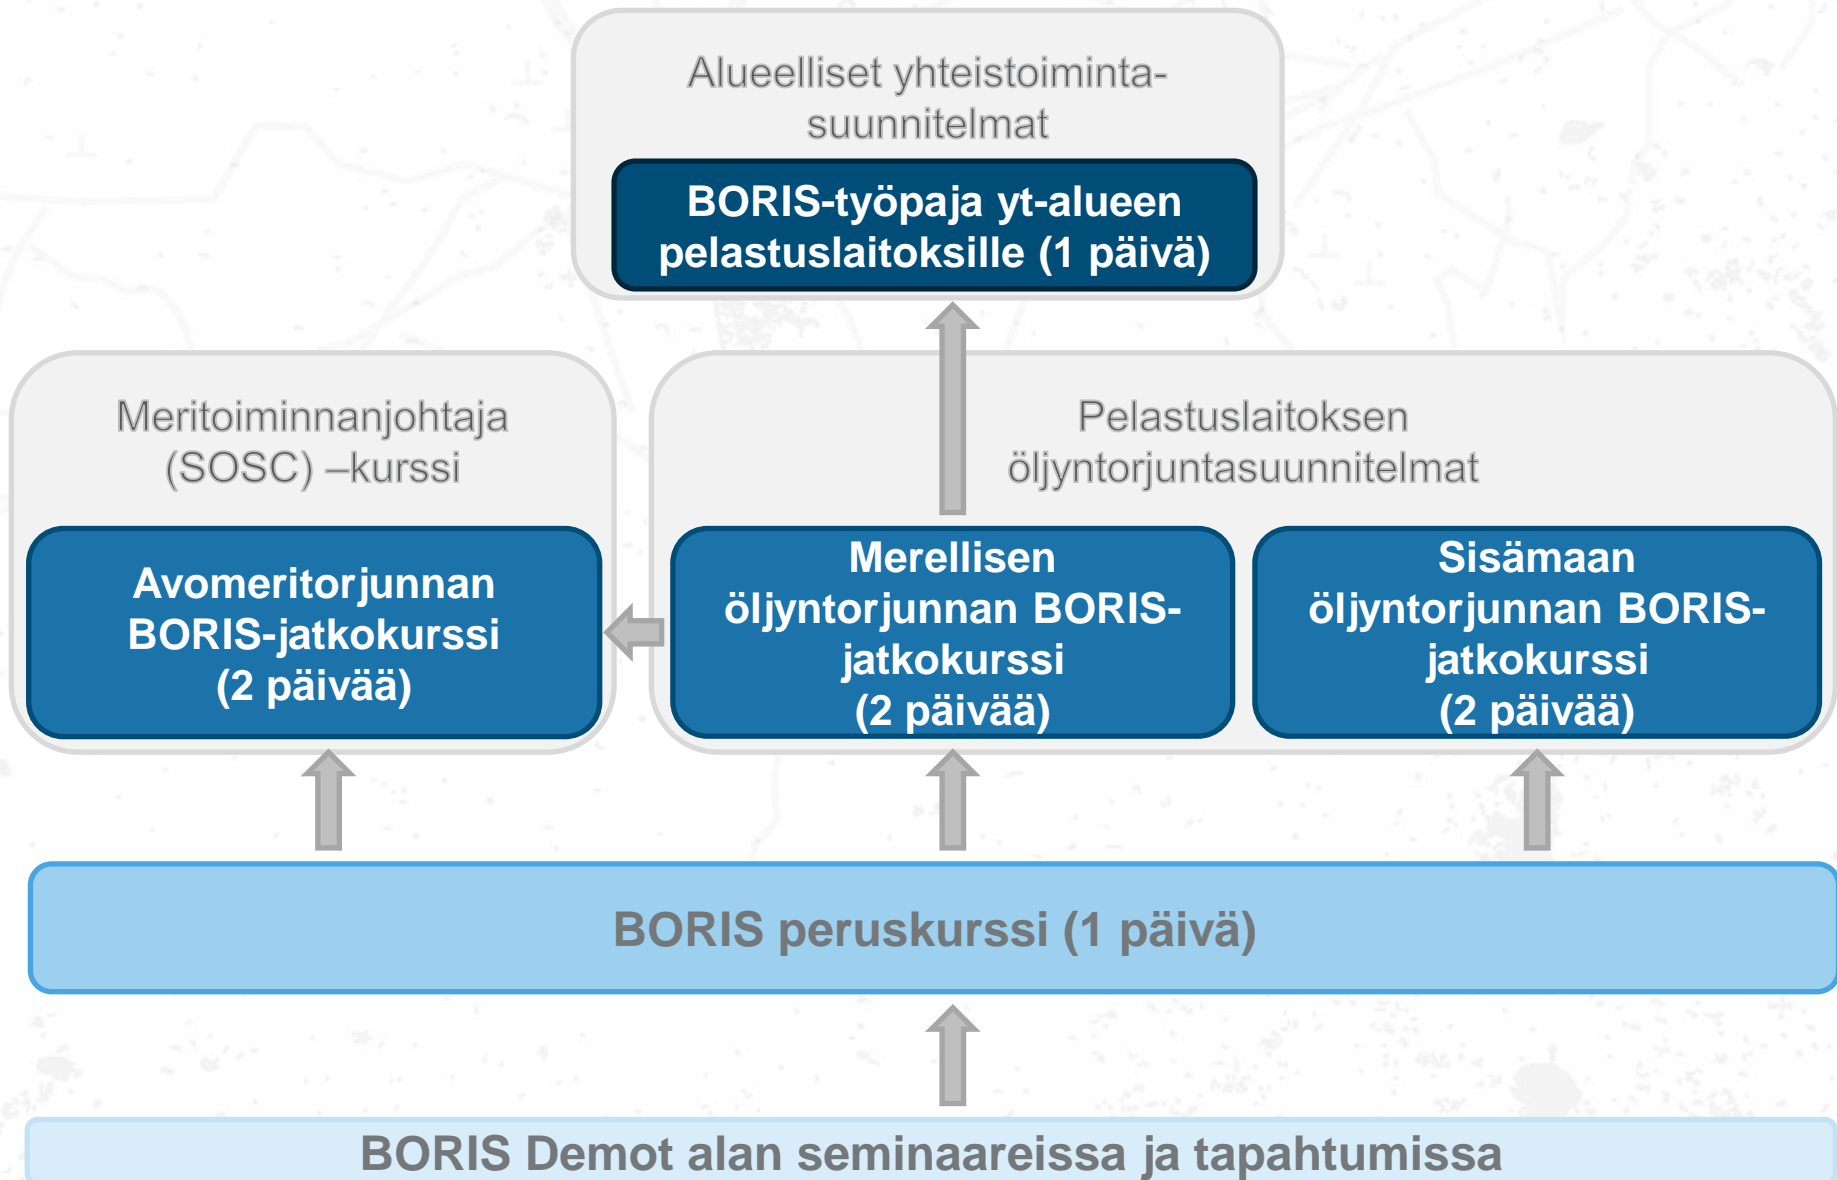 Alueelliset yhteistoiminta-
suunnitelmat
BORIS-työpaja yt-alueen
pelastuslaitoksille (1 päivä)
Meritoiminnanjohtaja
(SOSC) –kurssi
Avomeritorjunnan
BORIS-jatkokurssi
(2 päivää)
Pelastuslaitoksen
öljyntorjuntasuunnitelmat
Merellisen
öljyntorjunnan BORIS-
jatkokurssi
(2 päivää)
Sisämaan
öljyntorjunnan BORIS-
jatkokurssi
(2 päivää)
BORIS peruskurssi (1 päivä)
BORIS Demot alan seminaareissa ja tapahtumissa